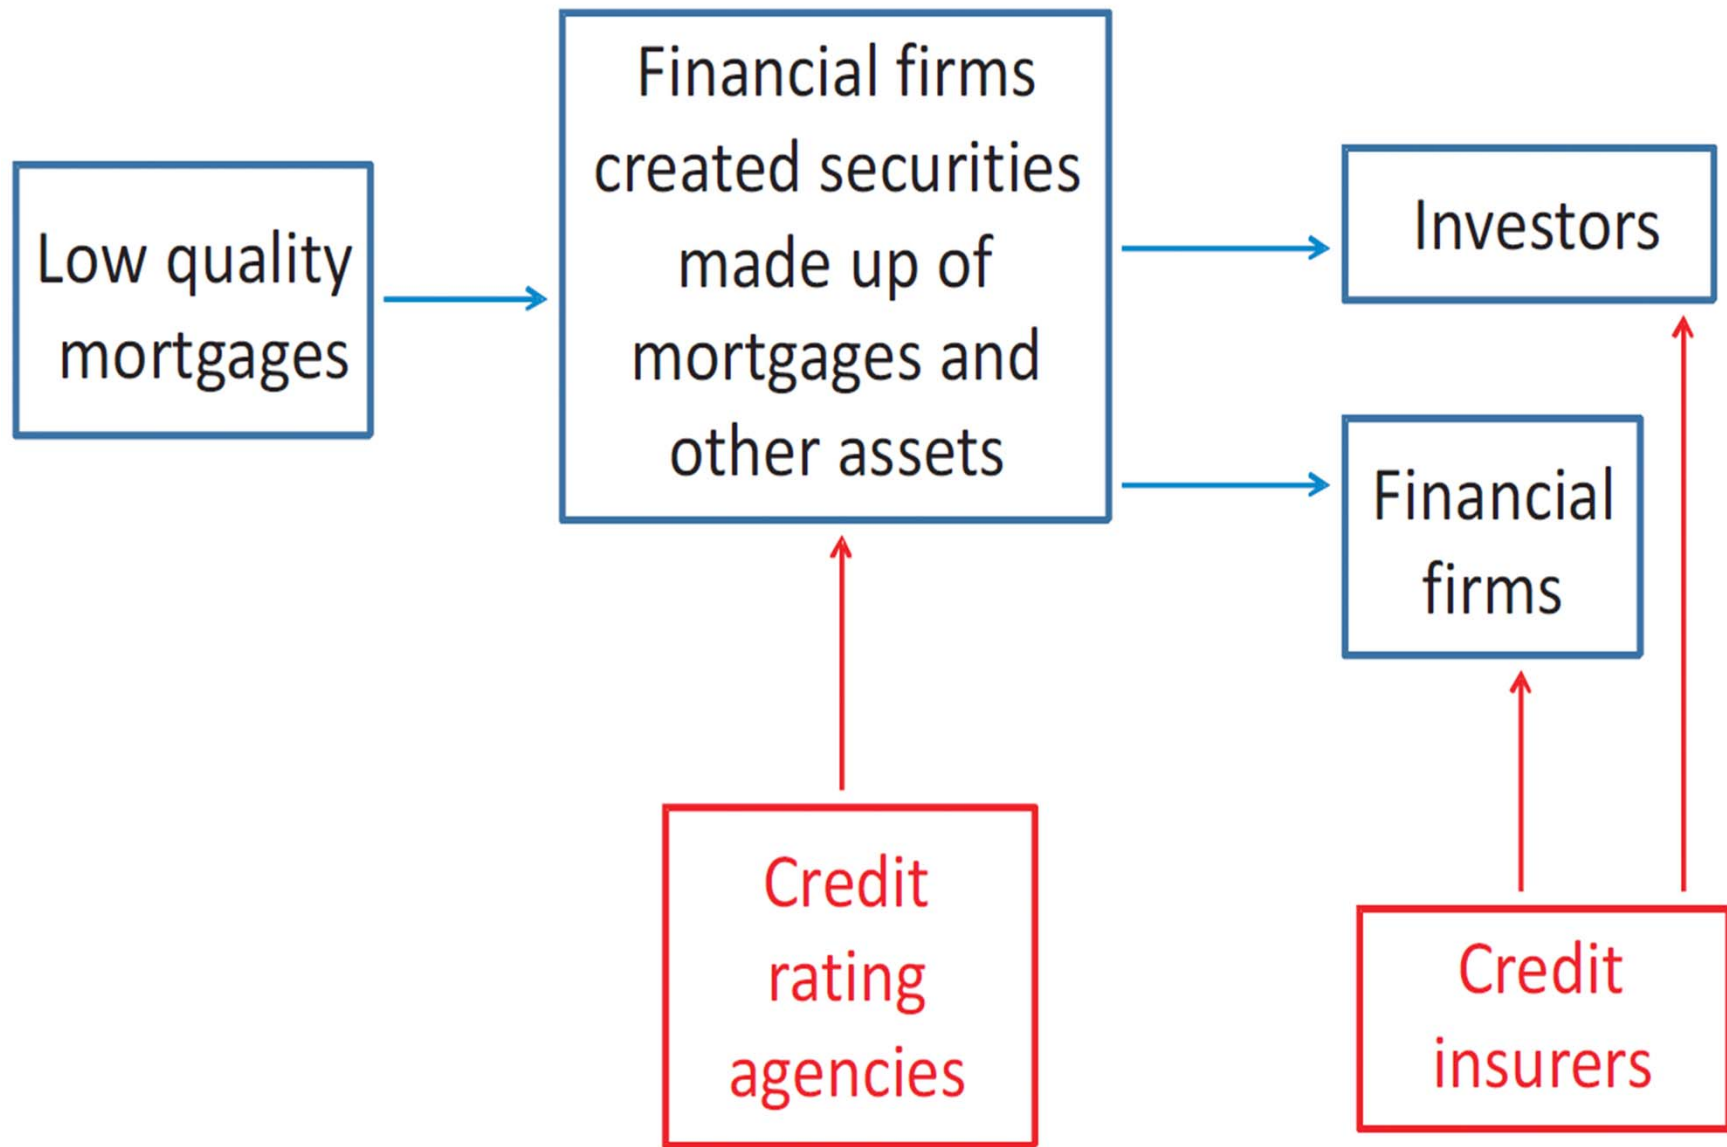 Low quality
mortgages
Financial firms
created securities
made up of
mortgages and
other assets
Investors
Financial
firms
Credit
rating
agencies
Credit
insurers